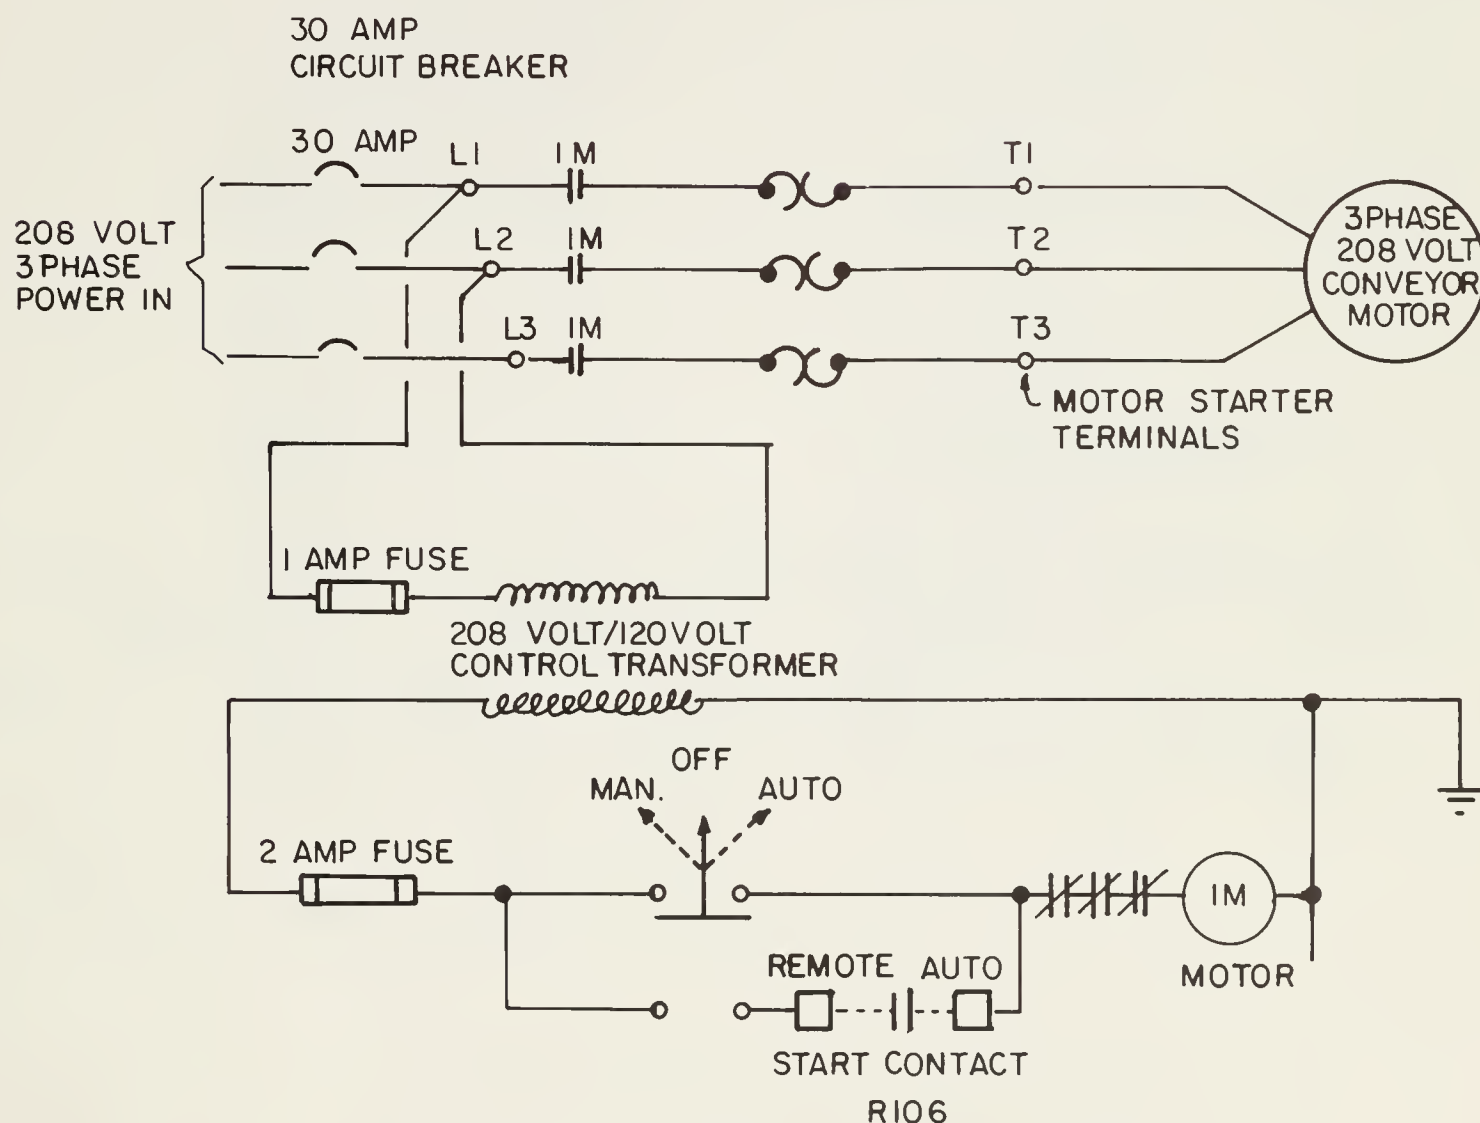 30 AMP
CIRCUIT BREAKER
30 AMP
L1
1M
T1
208 VOLT
3 PHASE
POWER IN
L2
1M
T2
3 PHASE
208 VOLT
CONVEYOR
MOTOR
L3
1M
T3
MOTOR STARTER
TERMINALS
1 AMP FUSE
208 VOLT/120 VOLT
CONTROL TRANSFORMER
OFF
MAN.
AUTO
2 AMP FUSE
1M
REMOTE AUTO
MOTOR
START CONTACT
R106